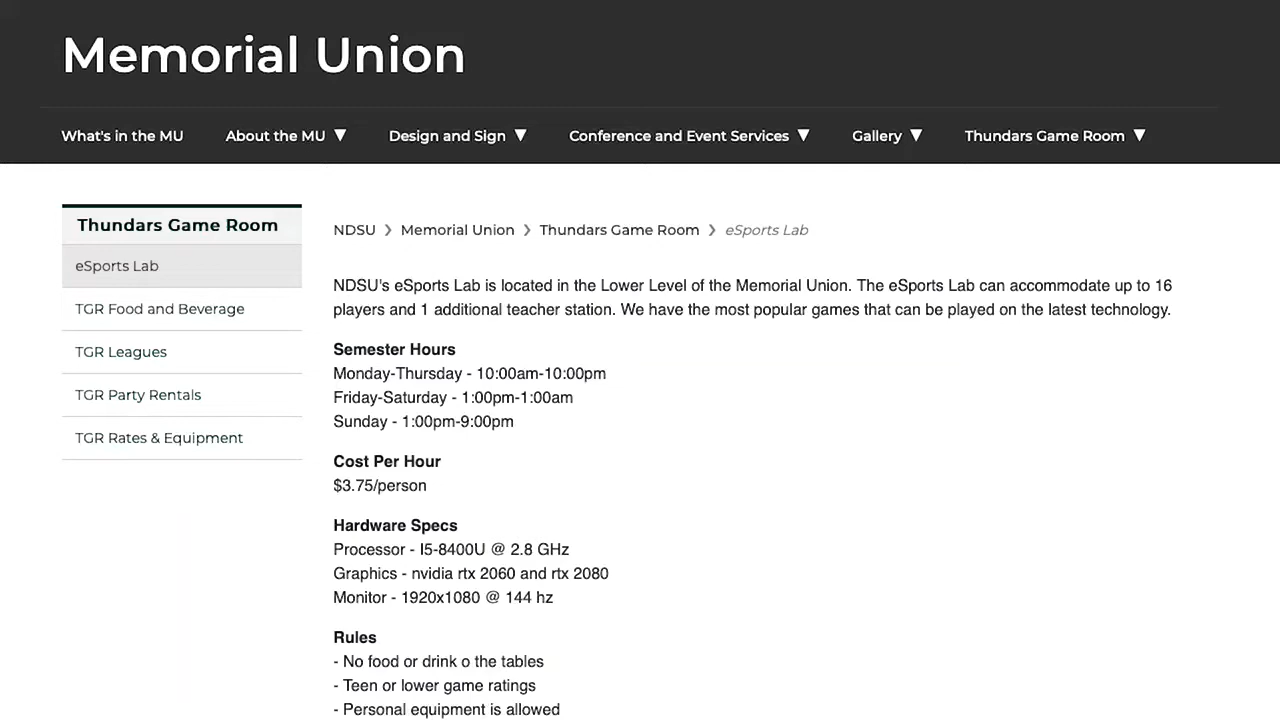 Memorial Union
What's in the MU
About the MU ▼
Design and Sign ▼
Conference and Event Services ▼
Gallery ▼
Thundars Game Room ▼
Thundars Game Room
eSports Lab
TGR Food and Beverage
TGR Leagues
TGR Party Rentals
TGR Rates & Equipment
NDSU ❯ Memorial Union ❯ Thundars Game Room ❯ eSports Lab
NDSU's eSports Lab is located in the Lower Level of the Memorial Union. The eSports Lab can accommodate up to 16
players and 1 additional teacher station. We have the most popular games that can be played on the latest technology.
Semester Hours
Monday-Thursday - 10:00am-10:00pm
Friday-Saturday - 1:00pm-1:00am
Sunday - 1:00pm-9:00pm
Cost Per Hour
$3.75/person
Hardware Specs
Processor - I5-8400U @ 2.8 GHz
Graphics - nvidia rtx 2060 and rtx 2080
Monitor - 1920x1080 @ 144 hz
Rules
- No food or drink o the tables
- Teen or lower game ratings
- Personal equipment is allowed